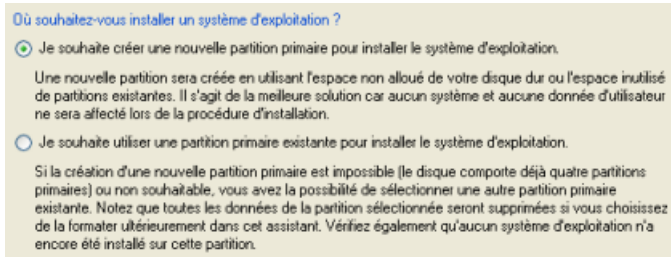 Où souhaitez-vous installer un système d'exploitation ?
Je souhaite créer une nouvelle partition primaire pour installer le système d'exploitation.
Une nouvelle partition sera créée en utilisant l'espace non alloué de votre disque dur ou l'espace inutilisé
de partitions existantes. Il s'agit de la meilleure solution car aucun système et aucune donnée d'utilisateur
ne sera affecté lors de la procédure d'installation.
Je souhaite utiliser une partition primaire existante pour installer le système d'exploitation.
Si la création d'une nouvelle partition primaire est impossible (le disque comporte déjà quatre partitions
primaires) ou non souhaitable, vous avez la possibilité de sélectionner une autre partition primaire
existante. Notez que toutes les données de la partition sélectionnée seront supprimées si vous choisissez
de la formater ultérieurement dans cet assistant. Vérifiez également qu'aucun système d'exploitation n'a
encore été installé sur cette partition.